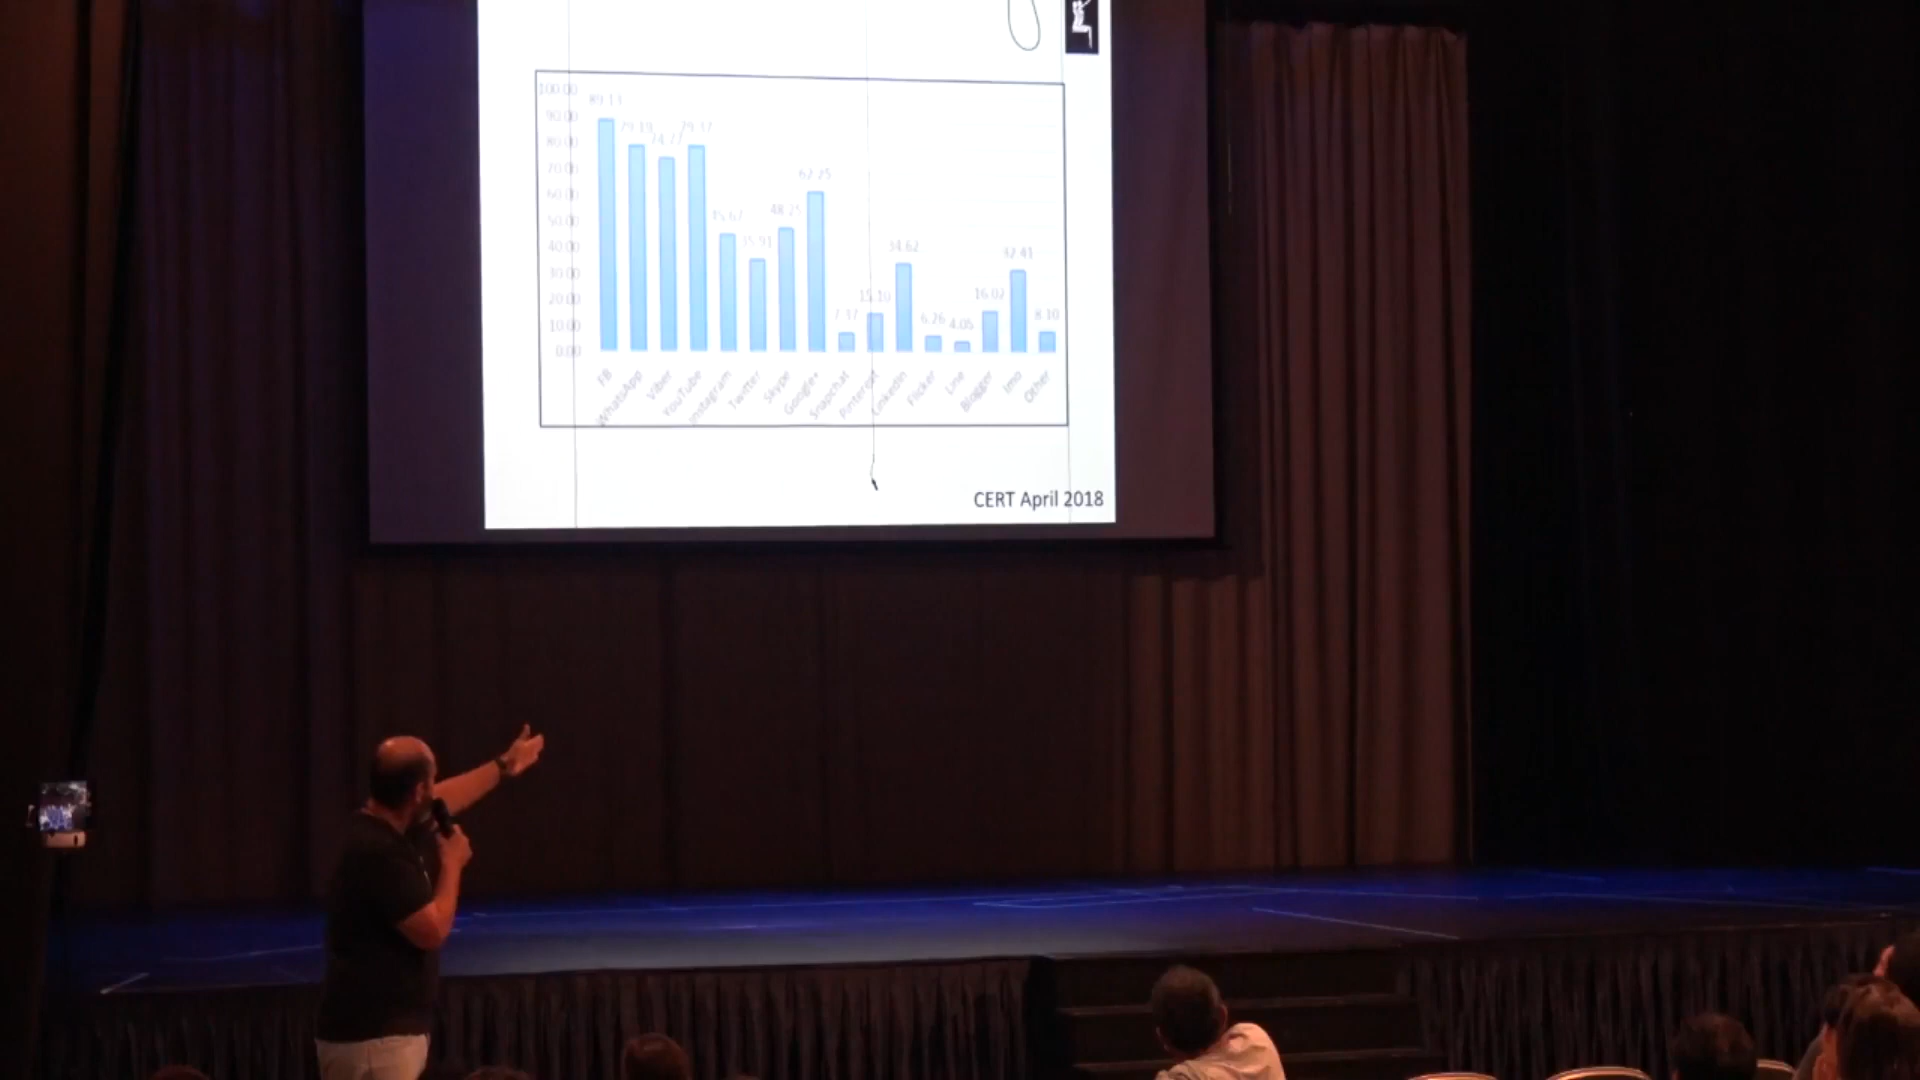 100.00
90.00
80.00
70.00
60.00
50.00
40.00
30.00
20.00
10.00
0.00
89.13
79.19
74.77
79.37
45.67
35.91
48.25
62.25
7.37
15.10
34.62
6.26
4.05
16.02
32.41
8.10
FB
WhatsApp
Viber
YouTube
Instagram
Twitter
Skype
Google+
Snapchat
Pinterest
LinkedIn
Flicker
Line
Blogger
Imo
Other
CERT April 2018